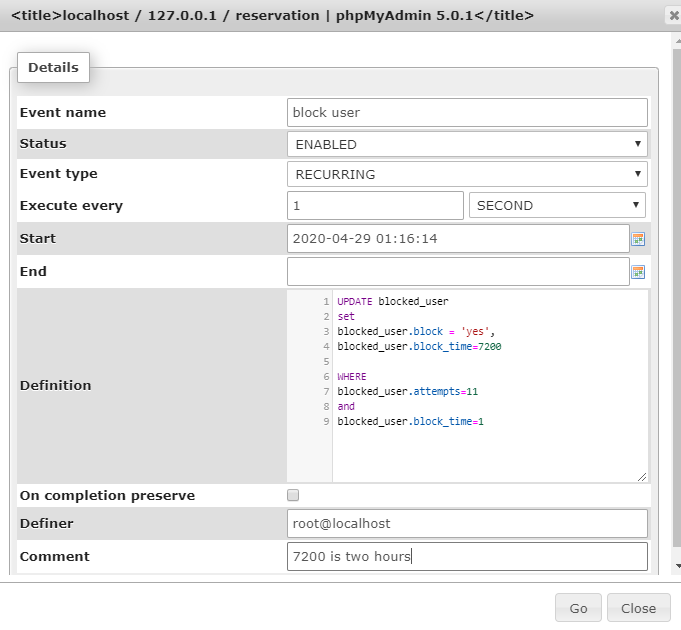 <title>localhost / 127.0.0.1 / reservation | phpMyAdmin 5.0.1</title>
Details
Event name block user
Status ENABLED
Event type RECURRING
Execute every 1 SECOND
Start 2020-04-29 01:16:14
End
Definition
1 UPDATE blocked_user
2 set
3 blocked_user.block = 'yes',
4 blocked_user.block_time=7200
5
6 WHERE
7 blocked_user.attempts=11
8 and
9 blocked_user.block_time=1
On completion preserve
Definer root@localhost
Comment 7200 is two hours
Go Close